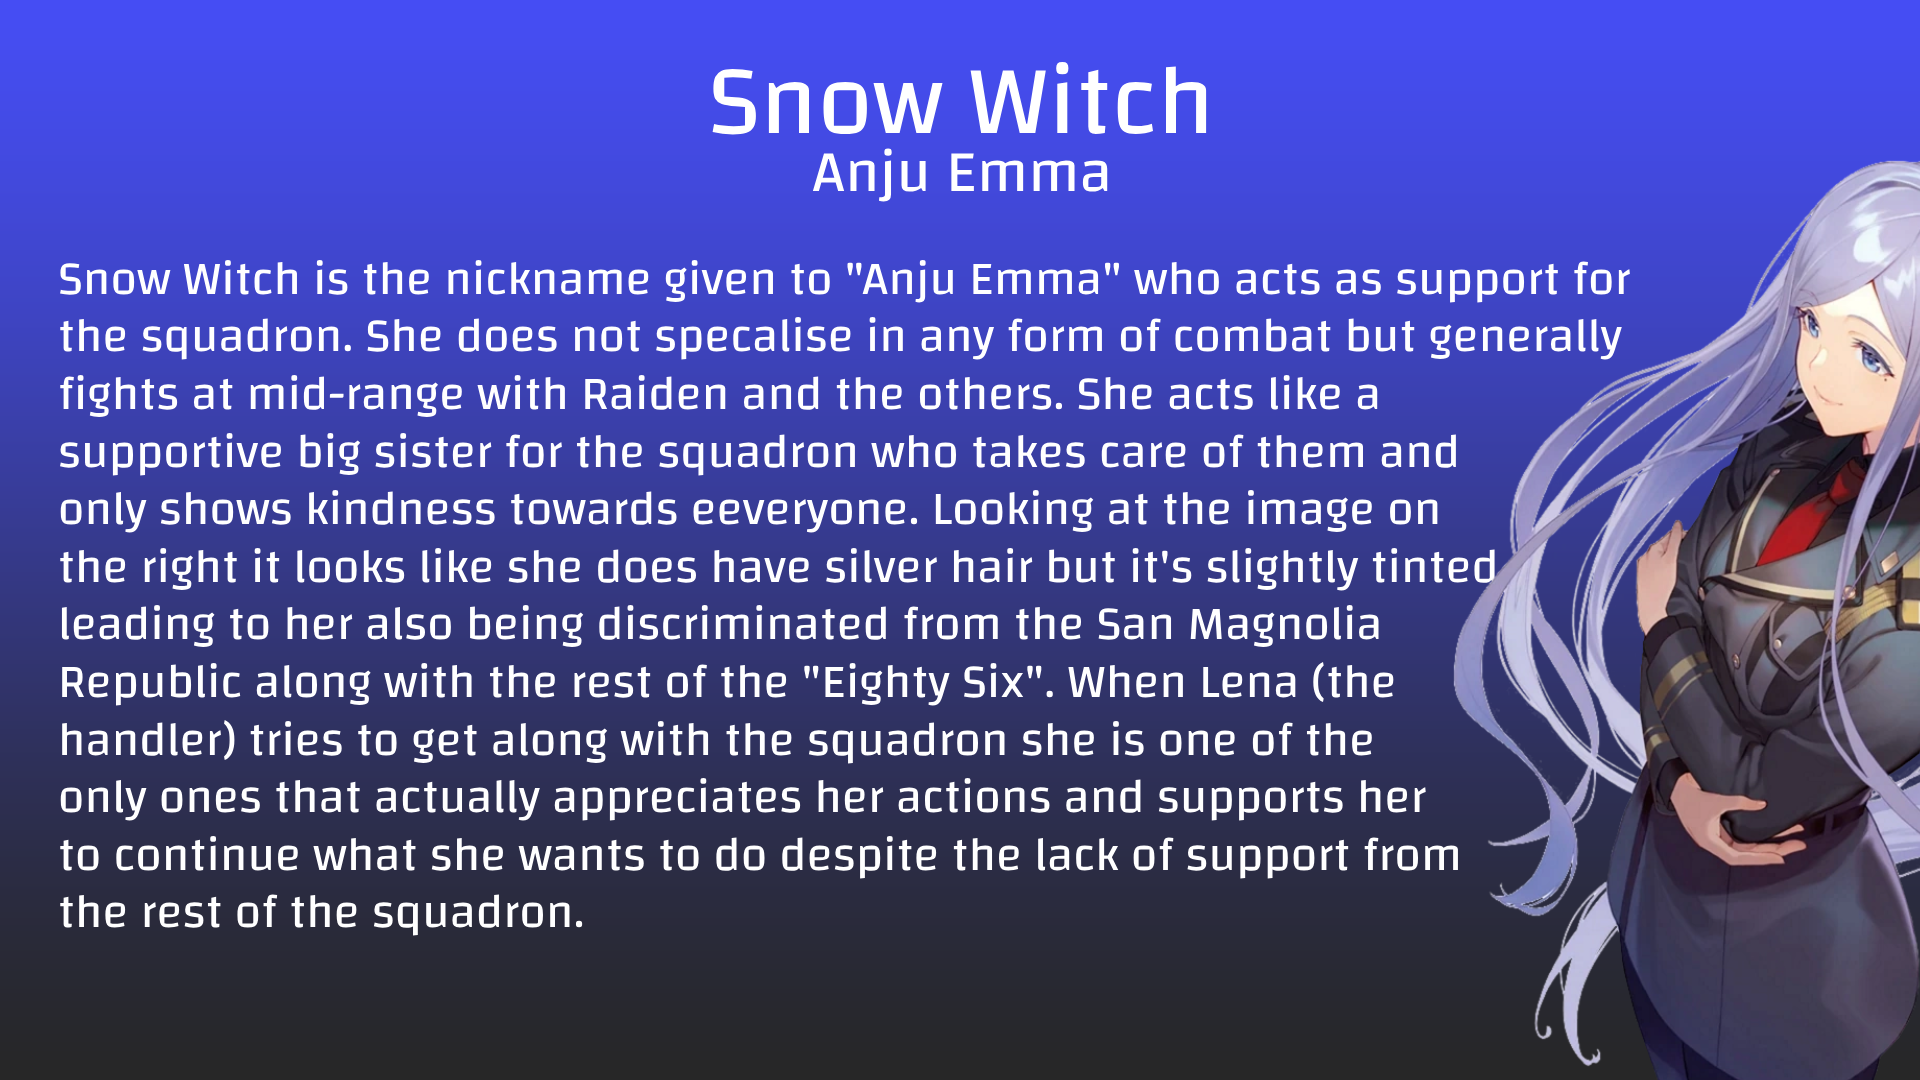 Snow Witch
Anju Emma
Snow Witch is the nickname given to "Anju Emma" who acts as support for
the squadron. She does not specalise in any form of combat but generally
fights at mid-range with Raiden and the others. She acts like a
supportive big sister for the squadron who takes care of them and
only shows kindness towards eeveryone. Looking at the image on
the right it looks like she does have silver hair but it's slightly tinted
leading to her also being discriminated from the San Magnolia
Republic along with the rest of the "Eighty Six". When Lena (the
handler) tries to get along with the squadron she is one of the
only ones that actually appreciates her actions and supports her
to continue what she wants to do despite the lack of support from
the rest of the squadron.